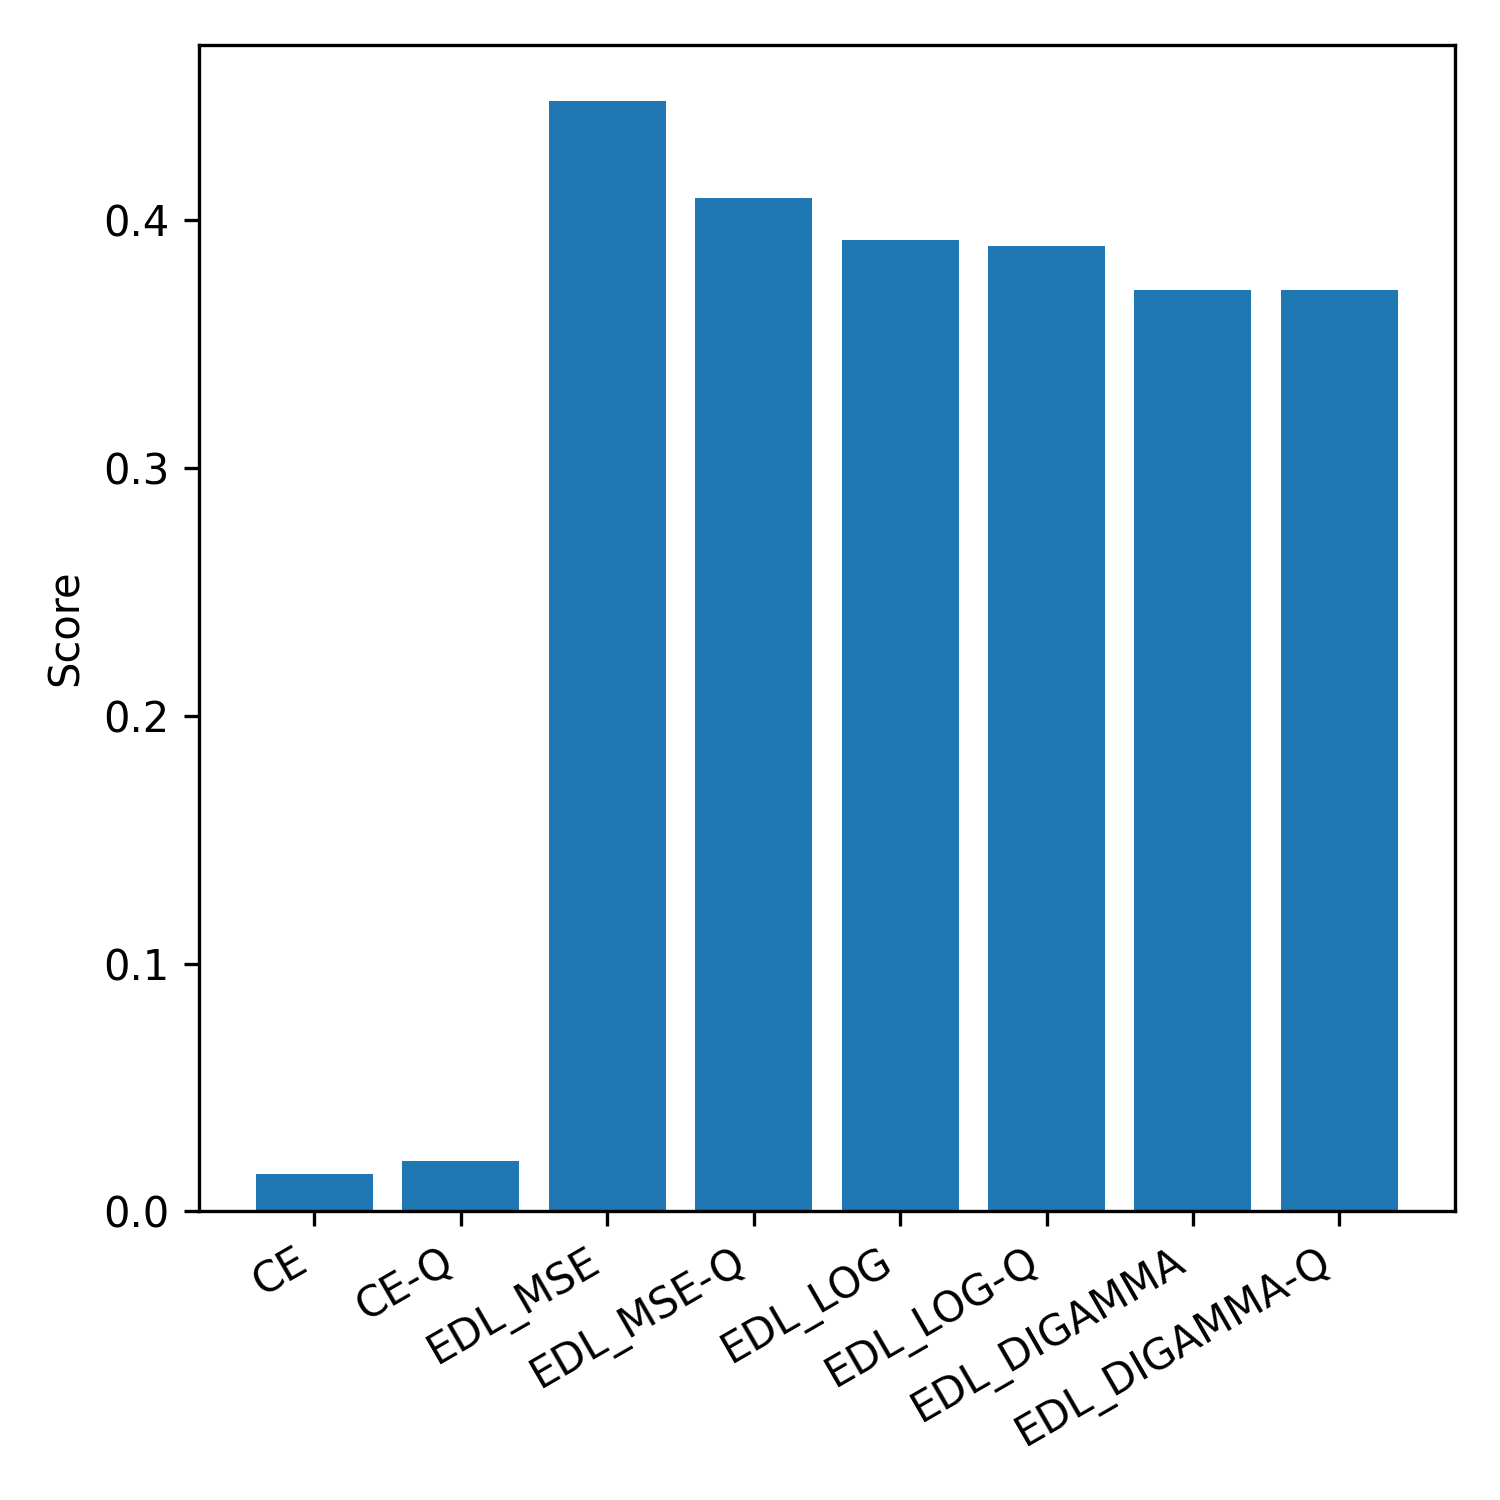 Score
0.4
0.3
0.2
0.1
0.0
CE
CE-Q
EDL_MSE
EDL_MSE-Q
EDL_LOG
EDL_LOG-Q
EDL_DIGAMMA
EDL_DIGAMMA-Q